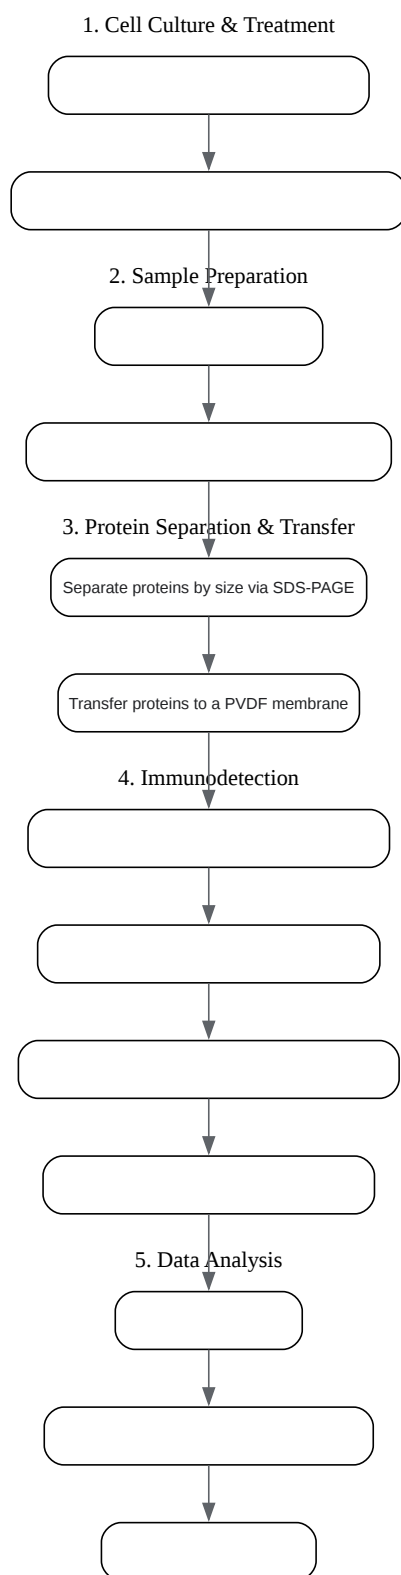 1. Cell Culture & Treatment
2. Sample Preparation
3. Protein Separation & Transfer
Separate proteins by size via SDS-PAGE
Transfer proteins to a PVDF membrane
4. Immunodetection
5. Data Analysis